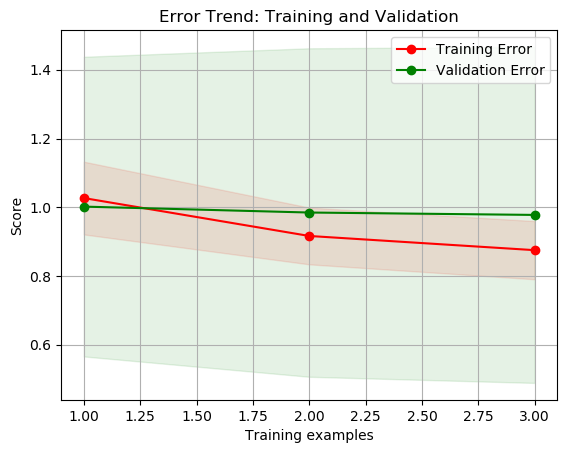 Error Trend: Training and Validation
Training Error
Validation Error
Score
1.4
1.2
1.0
0.8
0.6
1.00 1.25 1.50 1.75 2.00 2.25 2.50 2.75 3.00
Training examples